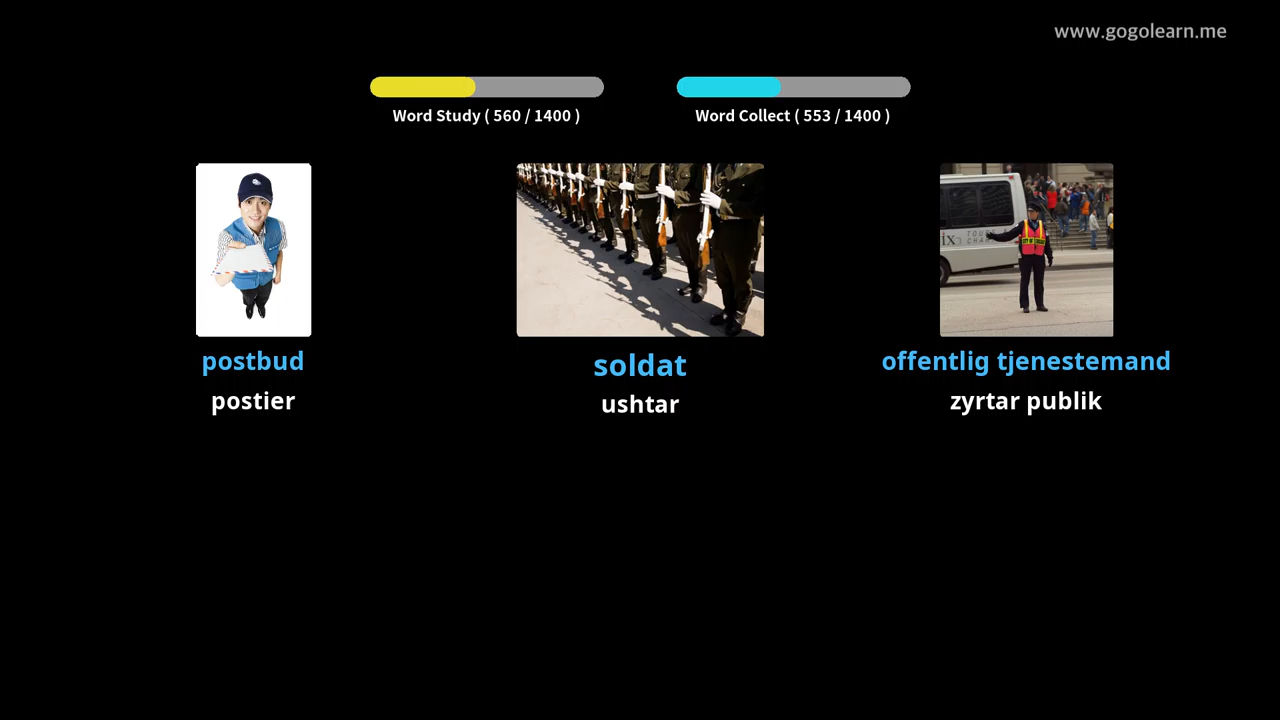 www.gogolearn.me
Word Study ( 560 / 1400 )
Word Collect ( 553 / 1400 )
postbud
soldat
offentlig tjenestemand
postier
ushtar
zyrtar publik